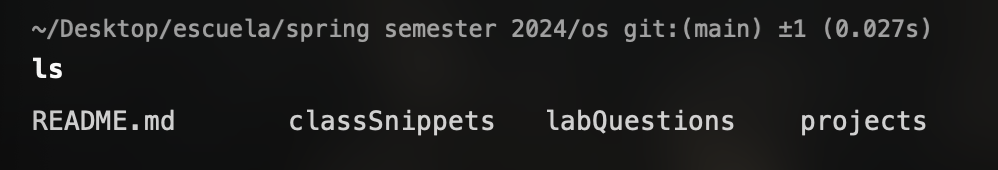 ~/Desktop/escuela/spring semester 2024/os git:(main) ±1 (0.027s)
ls
README.md classSnippets labQuestions projects